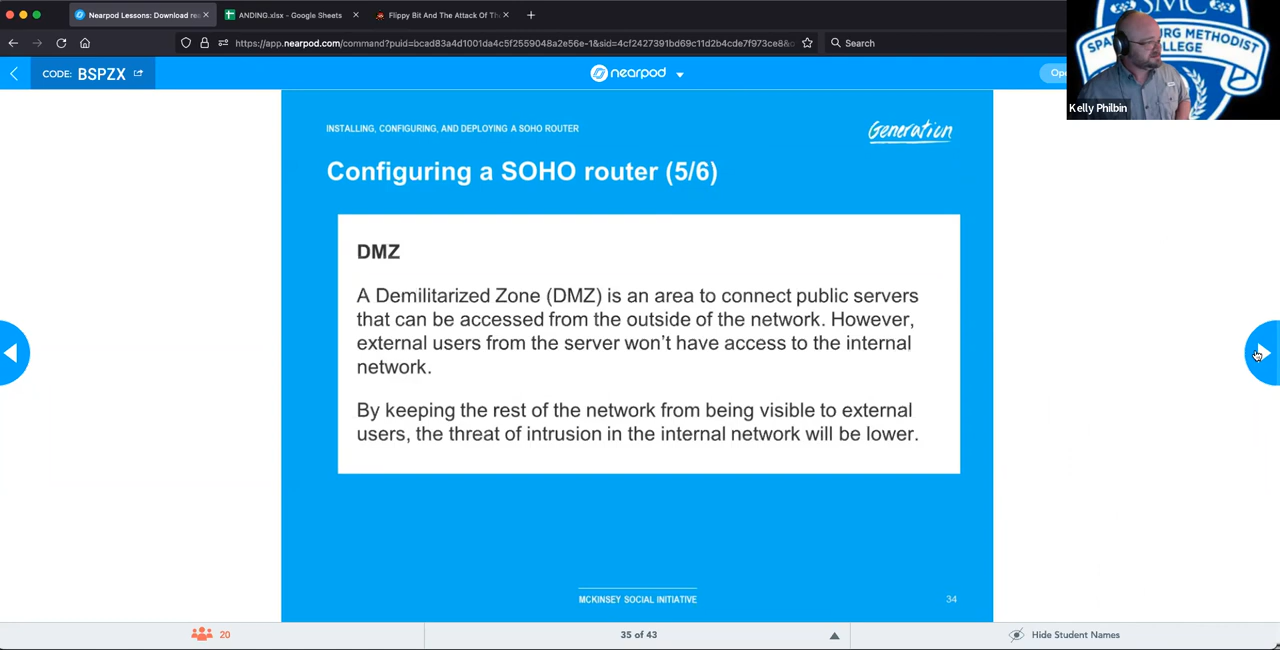 Nearpod Lessons: Download rea
ANDING.xlsx - Google Sheets
Flippy Bit And The Attack Of Th
https://app.nearpod.com/command?puid=bcad83a4d1001da4c5f2559048a2e56e-1&sid=4cf2427391bd69c11d2b4cde7f973ce8&
Search
CODE: BSPZX
nearpod
Ope
SMC
COLLEGE
Kelly Philbin
INSTALLING, CONFIGURING, AND DEPLOYING A SOHO ROUTER
Generation
Configuring a SOHO router (5/6)
DMZ
A Demilitarized Zone (DMZ) is an area to connect public servers
that can be accessed from the outside of the network. However,
external users from the server won’t have access to the internal
network.
By keeping the rest of the network from being visible to external
users, the threat of intrusion in the internal network will be lower.
MCKINSEY SOCIAL INITIATIVE
34
20
35 of 43
Hide Student Names